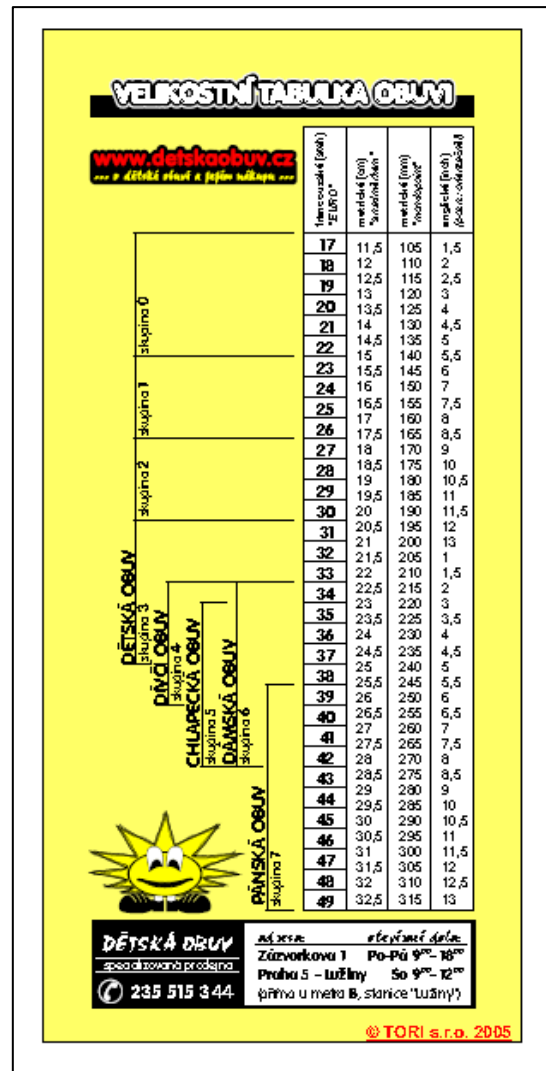 VELIKOSTNÍ TABULKA OBUVI
www.detskaobuv.cz
... o dětské obuvi a jejím nákupu ...
francouzské (steh) "EURO"
metrické (cm)
metrické (mm) "mondopoint"
anglické (inch)
17 11,5 105 1,5
18 12 110 2
19 12,5 115 2,5
20 13 120 3
21 13,5 125 4
22 14 130 4,5
23 14,5 135 5
24 15 140 5,5
25 15,5 145 6
26 16 150 7
27 16,5 155 7,5
28 17 160 8
29 17,5 165 8,5
30 18 170 9
31 18,5 175 10
32 19 180 10,5
33 19,5 185 11
34 20 190 11,5
35 20,5 195 12
36 21 200 13
37 21,5 205 1
38 22 210 1,5
39 22,5 215 2
40 23 220 3
41 23,5 225 3,5
42 24 230 4
43 24,5 235 4,5
44 25 240 5
45 25,5 245 5,5
46 26 250 6
47 26,5 255 6,5
48 27 260 7
49 27,5 265 7,5
28 270 8
28,5 275 8,5
29 280 9
29,5 285 10
30 290 10,5
30,5 295 11
31 300 11,5
31,5 305 12
32 310 12,5
32,5 315 13
skupina 0
skupina 1
skupina 2
DĚTSKÁ OBUV
skupina 3
DÍVČÍ OBUV
skupina 4
CHLAPECKÁ OBUV
skupina 5
DÁMSKÁ OBUV
skupina 6
PÁNSKÁ OBUV
skupina 7
DĚTSKÁ OBUV
specializovaná prodejna
235 515 344
adresa: otevírací doba:
Zázvorkova 1 Po-Pá 9⁰⁰-18⁰⁰
Praha 5 - Lužiny So 9⁰⁰-12⁰⁰
(přímo u metra B, stanice "Lužiny")
© TORI s.r.o. 2005